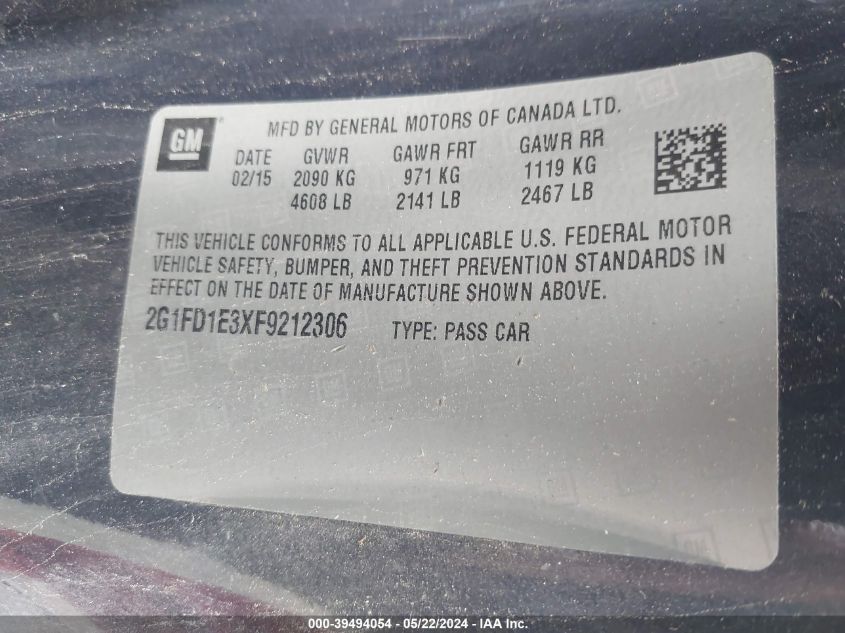 GM
MFD BY GENERAL MOTORS OF CANADA LTD.
DATE GVWR GAWR FRT GAWR RR
02/15 2090 KG 971 KG 1119 KG
4608 LB 2141 LB 2467 LB
THIS VEHICLE CONFORMS TO ALL APPLICABLE U.S. FEDERAL MOTOR
VEHICLE SAFETY, BUMPER, AND THEFT PREVENTION STANDARDS IN
EFFECT ON THE DATE OF MANUFACTURE SHOWN ABOVE.
2G1FD1E3XF9212306 TYPE: PASS CAR
000-39494054 - 05/22/2024 - IAA Inc.